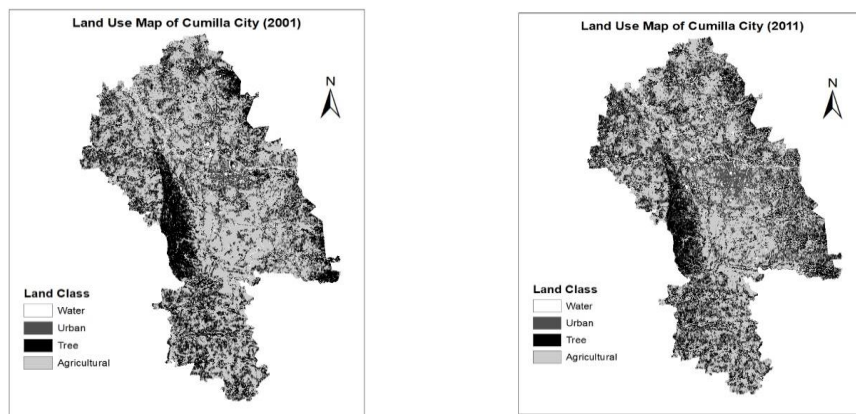 Land Use Map of Cumilla City (2001)
N
Land Class
Water
Urban
Tree
Agricultural
Land Use Map of Cumilla City (2011)
N
Land Class
Water
Urban
Tree
Agricultural